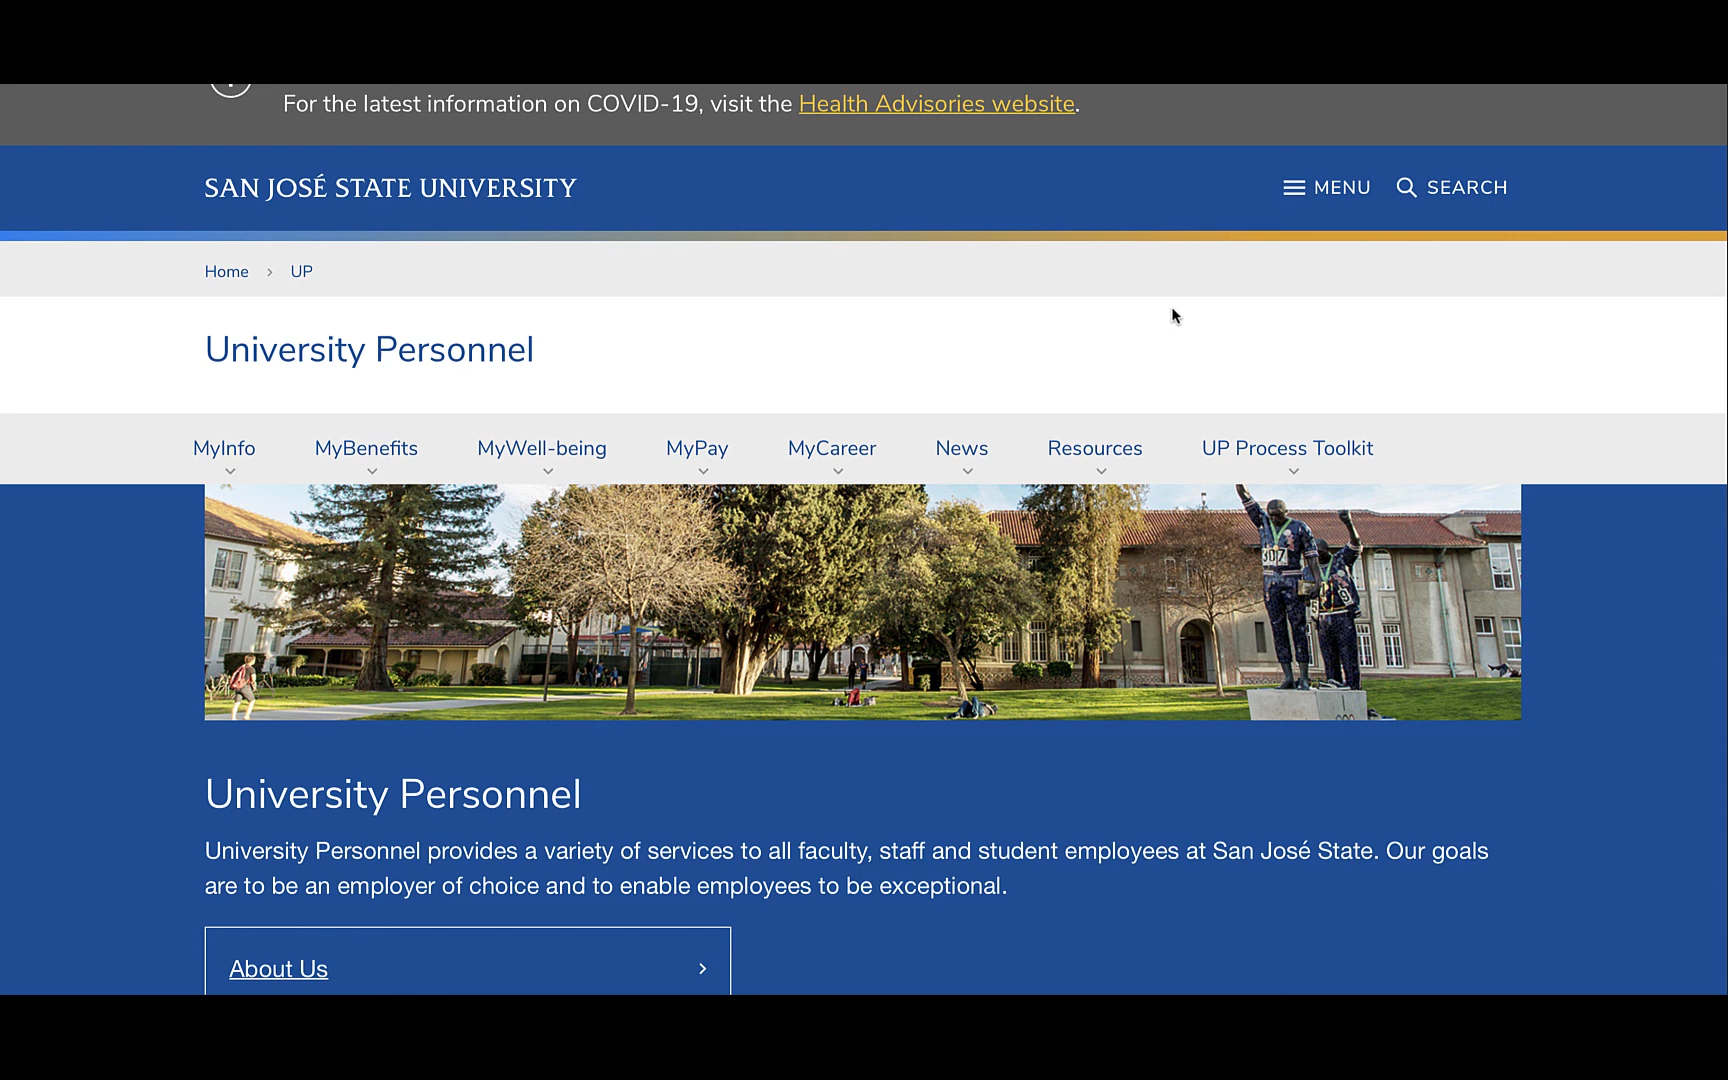 For the latest information on COVID-19, visit the Health Advisories website.
SAN JOSÉ STATE UNIVERSITY
MENU
SEARCH
Home > UP
University Personnel
MyInfo
MyBenefits
MyWell-being
MyPay
MyCareer
News
Resources
UP Process Toolkit
307
University Personnel
University Personnel provides a variety of services to all faculty, staff and student employees at San José State. Our goals
are to be an employer of choice and to enable employees to be exceptional.
About Us